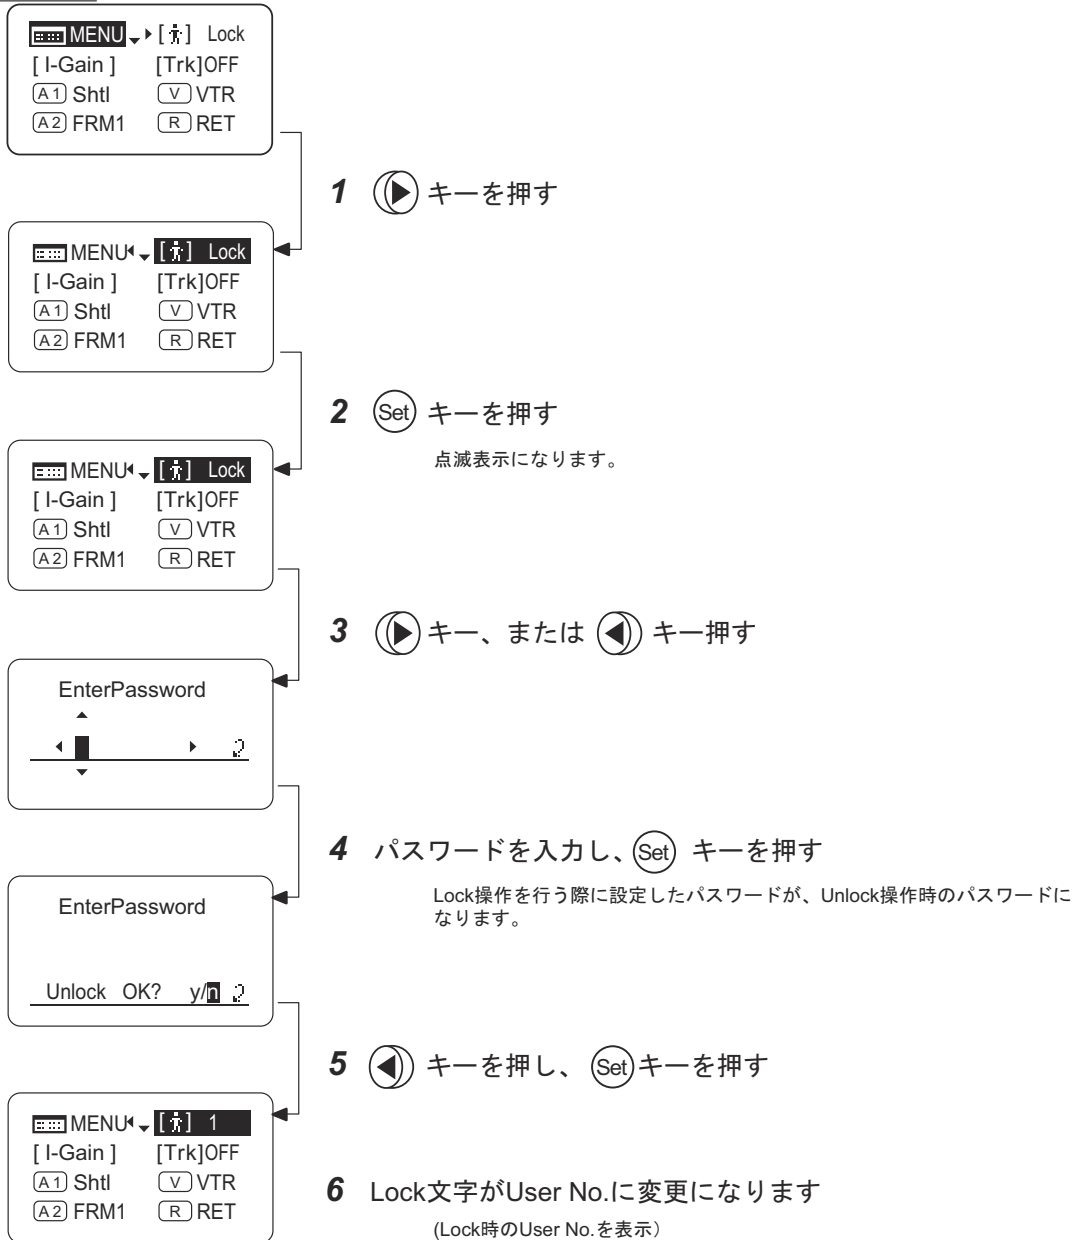 MENU [ ] Lock
[ I-Gain ] [Trk]OFF
A1 Shtl V VTR
A2 FRM1 R RET
1 キーを押す
MENU [ ] Lock
[ I-Gain ] [Trk]OFF
A1 Shtl V VTR
A2 FRM1 R RET
2 Set キーを押す
点滅表示になります。
MENU [ ] Lock
[ I-Gain ] [Trk]OFF
A1 Shtl V VTR
A2 FRM1 R RET
3 キー、または キー押す
EnterPassword
4 パスワードを入力し、Set キーを押す
Lock操作を行う際に設定したパスワードが、Unlock操作時のパスワードに
なります。
EnterPassword
Unlock OK? y/n
5 キーを押し、 Set キーを押す
MENU [ ] 1
[ I-Gain ] [Trk]OFF
A1 Shtl V VTR
A2 FRM1 R RET
6 Lock文字がUser No.に変更になります
(Lock時のUser No.を表示）